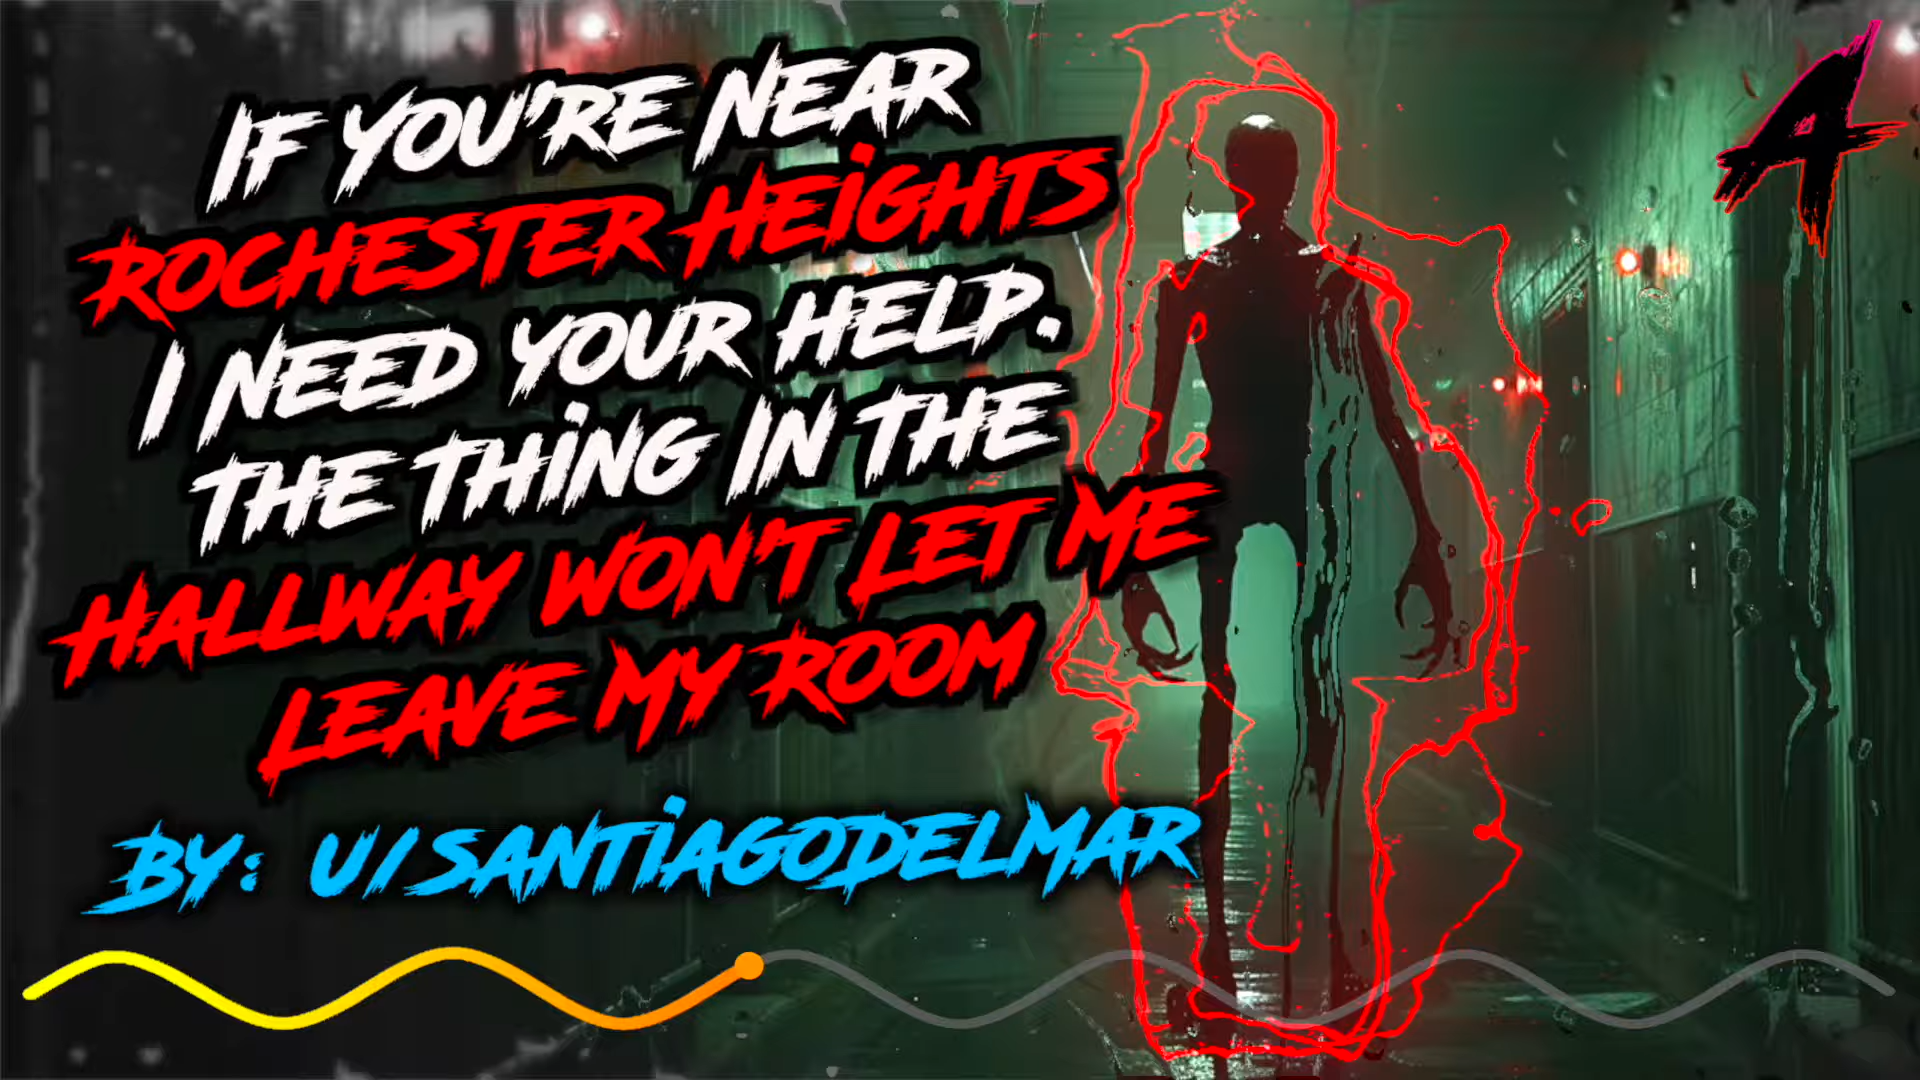 IF YOU'RE NEAR
ROCHESTER HEIGHTS
I NEED YOUR HELP.
THE THING IN THE
HALLWAY WON'T LET ME
LEAVE MY ROOM
BY: U/SANTIAGODELMAR
A